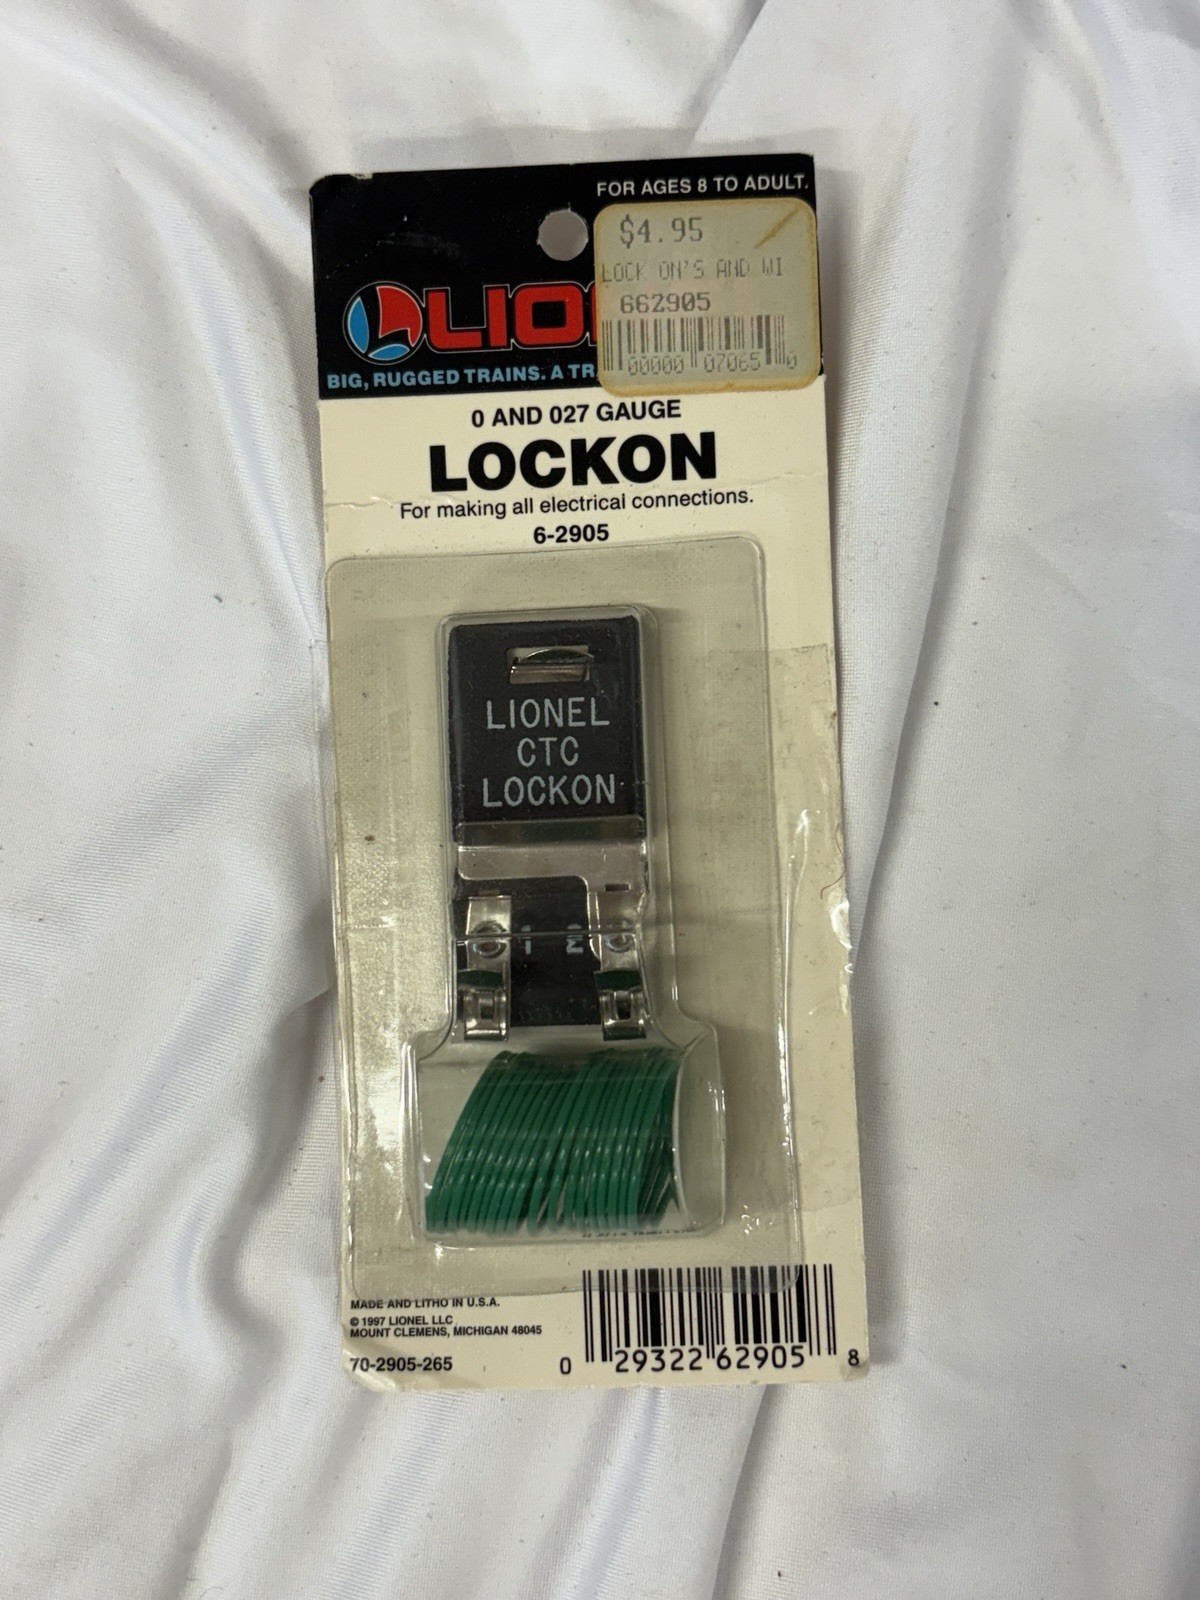 FOR AGES 8 TO ADULT.
$4.95
LOCK ON'S AND WI
662905
00000 07065 0
LIO
BIG, RUGGED TRAINS. A TR
0 AND 027 GAUGE
LOCKON
For making all electrical connections.
6-2905
LIONEL
CTC
LOCKON
1
2
MADE AND LITHO IN U.S.A.
© 1997 LIONEL LLC
MOUNT CLEMENS, MICHIGAN 48045
70-2905-265
0 29322 62905 8